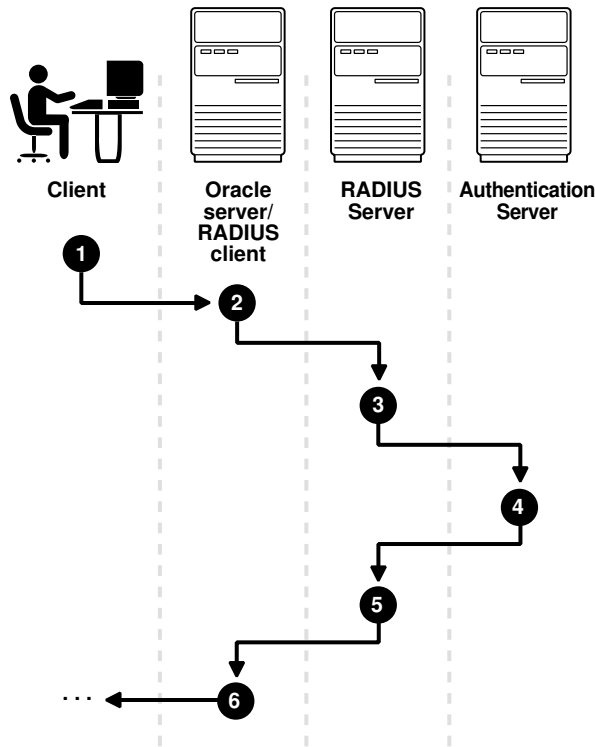 Client
Oracle
server/
RADIUS
client
RADIUS
Server
Authentication
Server
1
2
3
4
5
6
...